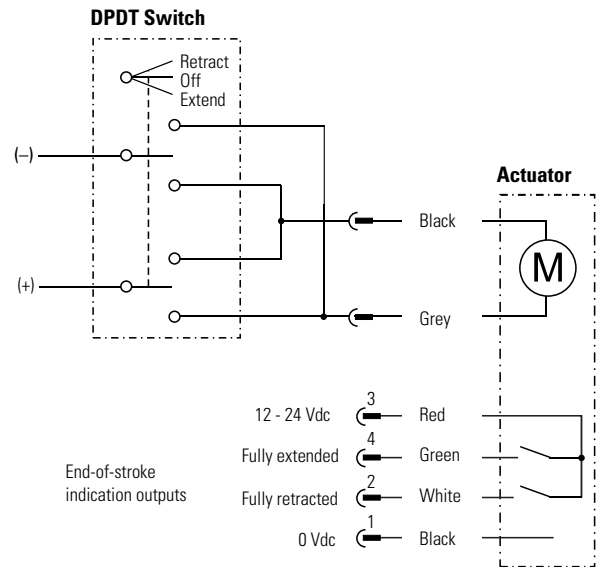 DPDT Switch
Retract
Off
Extend
(–)
(+)
Actuator
Black
M
Grey
12 - 24 Vdc 3 Red
Fully extended 4 Green
Fully retracted 2 White
0 Vdc 1 Black
End-of-stroke
indication outputs